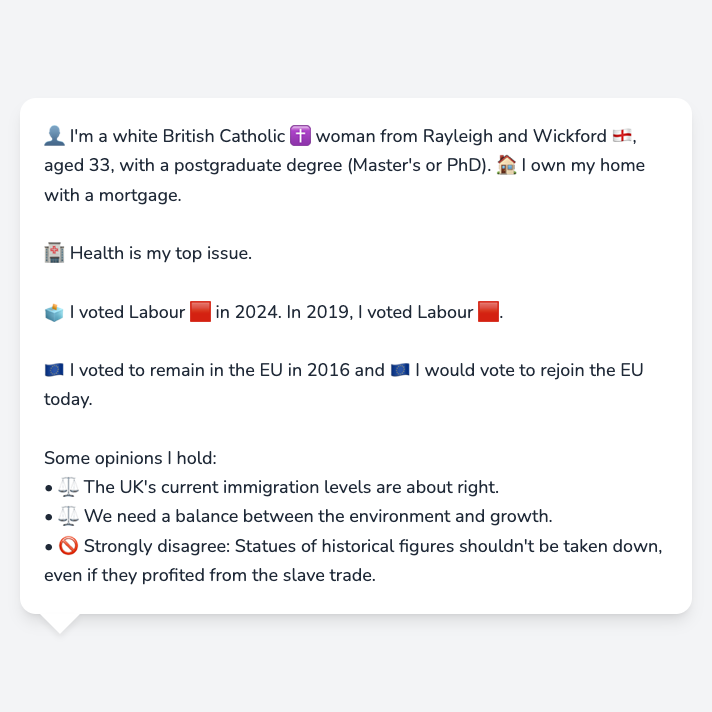 👤 I'm a white British Catholic ✝️ woman from Rayleigh and Wickford 🏴󠁧󠁢󠁥󠁮󠁧󠁿,
aged 33, with a postgraduate degree (Master's or PhD). 🏠 I own my home
with a mortgage.
🏥 Health is my top issue.
🗳️ I voted Labour 🟥 in 2024. In 2019, I voted Labour 🟥.
🇪🇺 I voted to remain in the EU in 2016 and 🇪🇺 I would vote to rejoin the EU
today.
Some opinions I hold:
• ⚖️ The UK's current immigration levels are about right.
• ⚖️ We need a balance between the environment and growth.
• 🚫 Strongly disagree: Statues of historical figures shouldn't be taken down,
even if they profited from the slave trade.